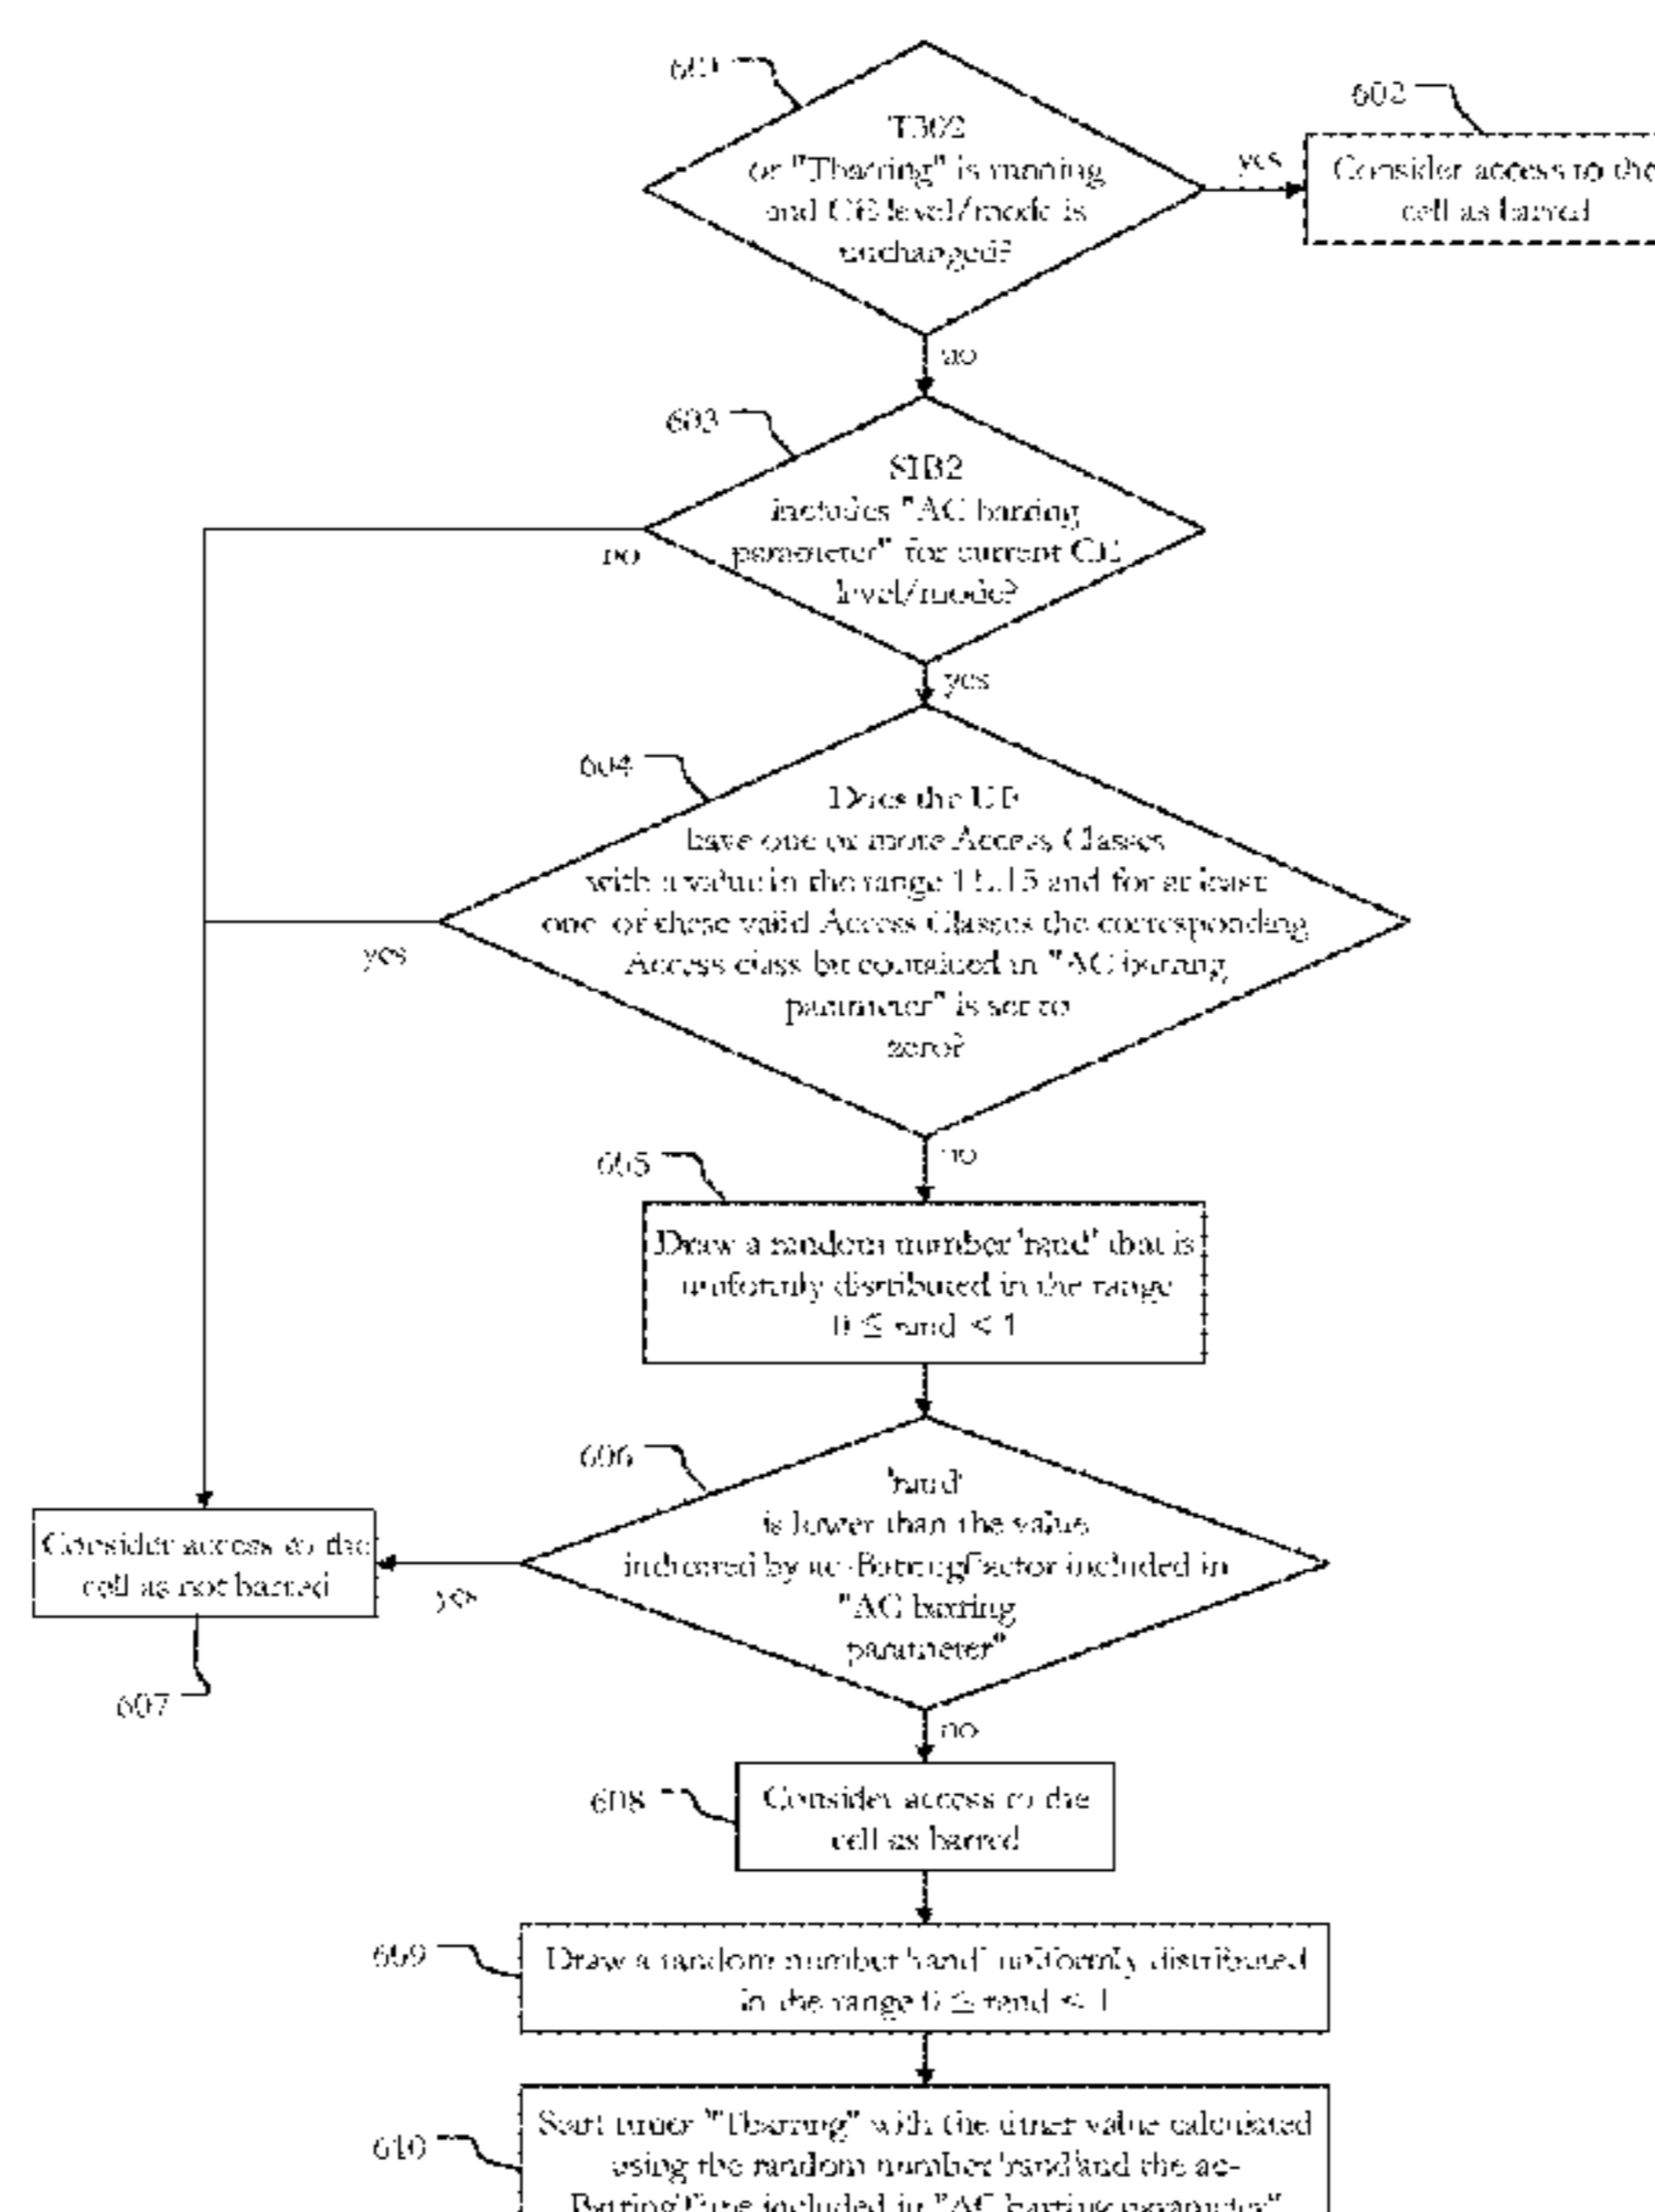 601
602
T302
or "Tbarring" is running
and CE level/mode is
unchanged?
yes
Consider access to the
cell as barred
no
603
SIB2
includes "AC barring
parameter" for current CE
level/mode?
no
yes
604
Does the UE
have one or more Access Classes
with a value in the range 11..15 and for at least
one of these valid Access Classes the corresponding
Access class bit contained in "AC barring
parameter" is set to
zero?
yes
no
605
Draw a random number 'rand' that is
uniformly distributed in the range
0 ≤ rand < 1
606
'rand'
is lower than the value
indicated by ac-BarringFactor included in
"AC barring
parameter"
Consider access to the
cell as not barred
yes
607
no
608
Consider access to the
cell as barred
609
Draw a random number 'rand' uniformly distributed
in the range 0 ≤ rand < 1
610
Start timer "Tbarring" with the timer value calculated
using the random number 'rand' and the ac-
BarringTime included in "AC barring parameter"